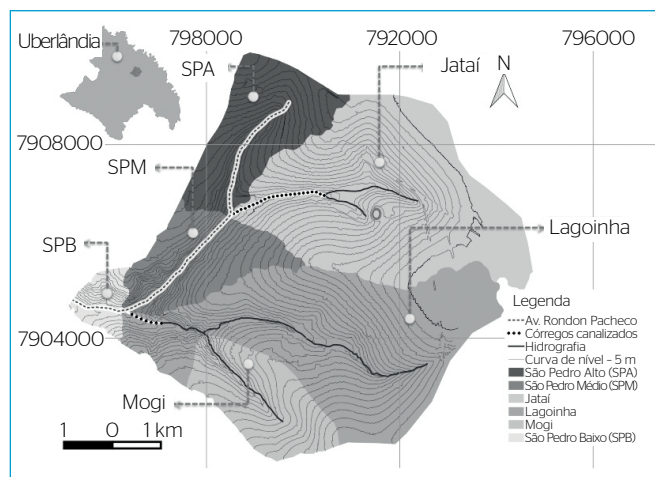 798000
792000
796000
Uberlândia
SPA
Jataí
N
7908000
SPM
SPB
Lagoinha
7904000
Mogi
1 0 1 km
Legenda
Av. Rondon Pacheco
Córregos canalizados
Hidrografia
Curva de nível – 5 m
São Pedro Alto (SPA)
São Pedro Médio (SPM)
Jataí
Lagoinha
Mogi
São Pedro Baixo (SPB)